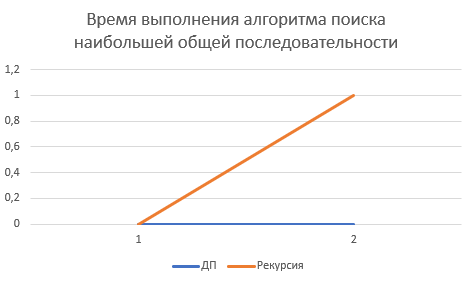 Время выполнения алгоритма поиска
наибольшей общей последовательности
1,2
1
0,8
0,6
0,4
0,2
0
1 2
ДП Рекурсия